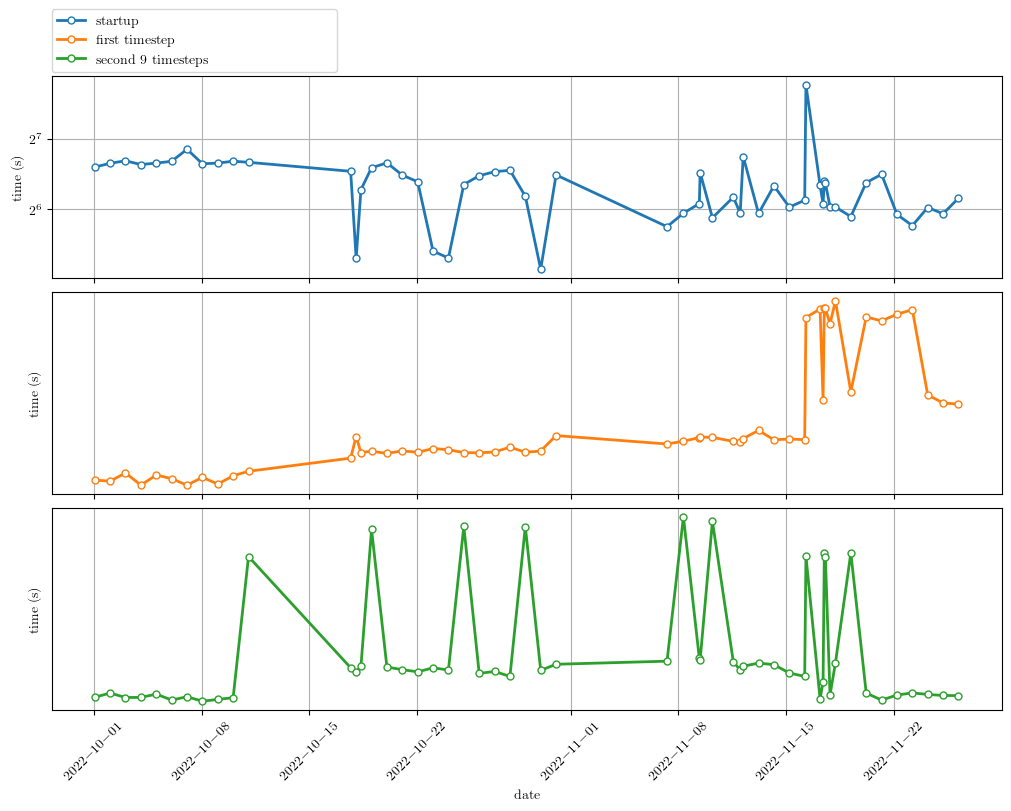 startup
first timestep
second 9 timesteps
time (s)
2^7
2^6
time (s)
time (s)
2022−10−01
2022−10−08
2022−10−15
2022−10−22
2022−11−01
2022−11−08
2022−11−15
2022−11−22
date